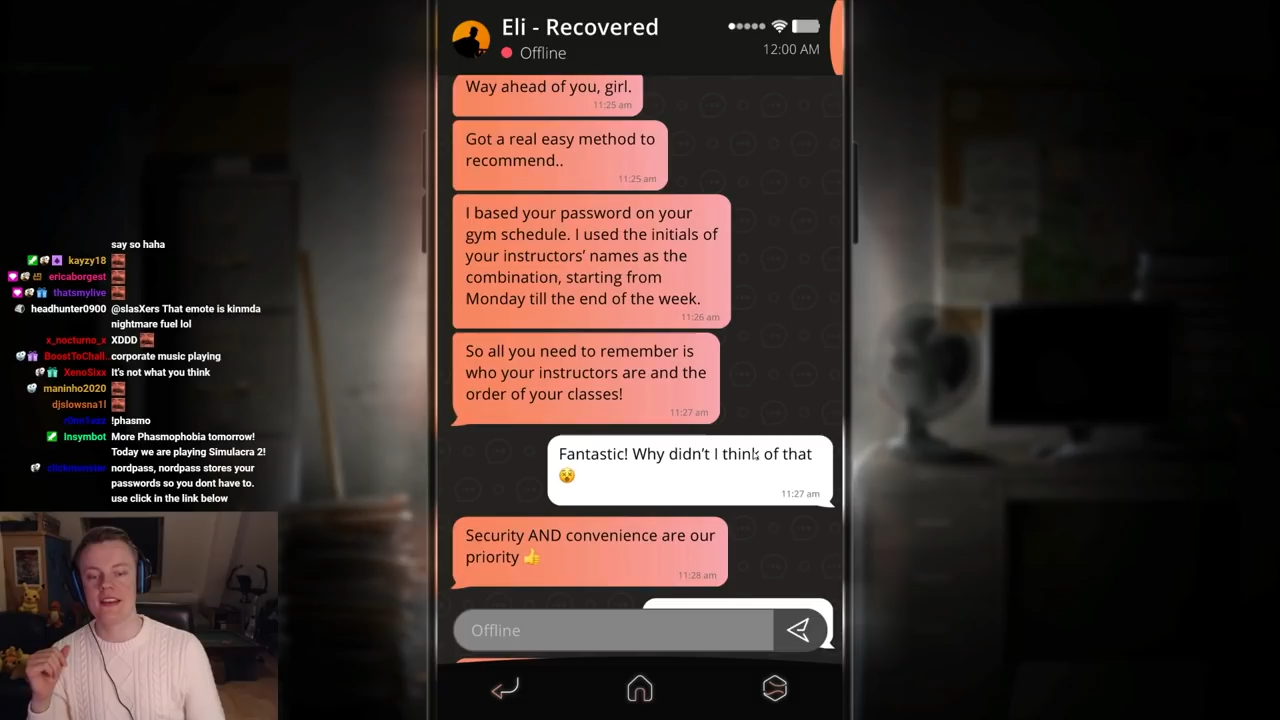 say so haha
kayzy18
ericaborgest
thatsmylive
headhunter0900 @slasXers That emote is kinmda
nightmare fuel lol
x_nocturno_x XDDD
BoostToChall.. corporate music playing
XenoSixx It's not what you think
maninho2020
djslowsna1l
!phasmo
Insymbot More Phasmophobia tomorrow!
Today we are playing Simulacra 2!
nordpass, nordpass stores your
passwords so you dont have to.
use click in the link below
Eli - Recovered
Offline
12:00 AM
Way ahead of you, girl.
11:25 am
Got a real easy method to
recommend..
11:25 am
I based your password on your
gym schedule. I used the initials of
your instructors’ names as the
combination, starting from
Monday till the end of the week.
11:26 am
So all you need to remember is
who your instructors are and the
order of your classes!
11:27 am
Fantastic! Why didn’t I think of that
😵
11:27 am
Security AND convenience are our
priority 👍
11:28 am
Offline